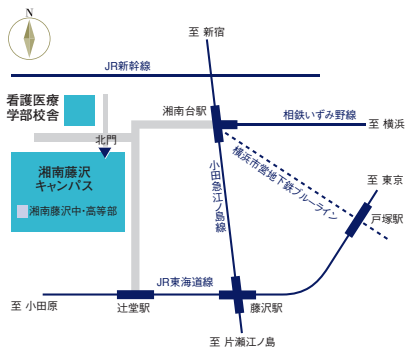 N
至 新宿
JR新幹線
看護医療
学部校舎
湘南台駅
相鉄いずみ野線
至 横浜
北門
湘南藤沢
キャンパス
湘南藤沢中・高等部
小田急江ノ島線
横浜市営地下鉄ブルーライン
至 東京
戸塚駅
JR東海道線
至 小田原
辻堂駅
藤沢駅
至 片瀬江ノ島